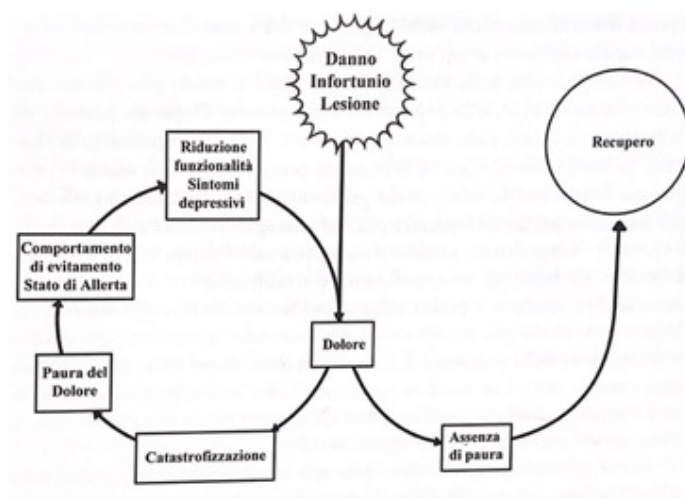 Danno
Infortunio
Lesione
Recupero
Riduzione
funzionalità
Sintomi
depressivi
Comportamento
di evitamento
Stato di Allerta
Dolore
Paura del
Dolore
Assenza
di paura
Catastrofizzazione